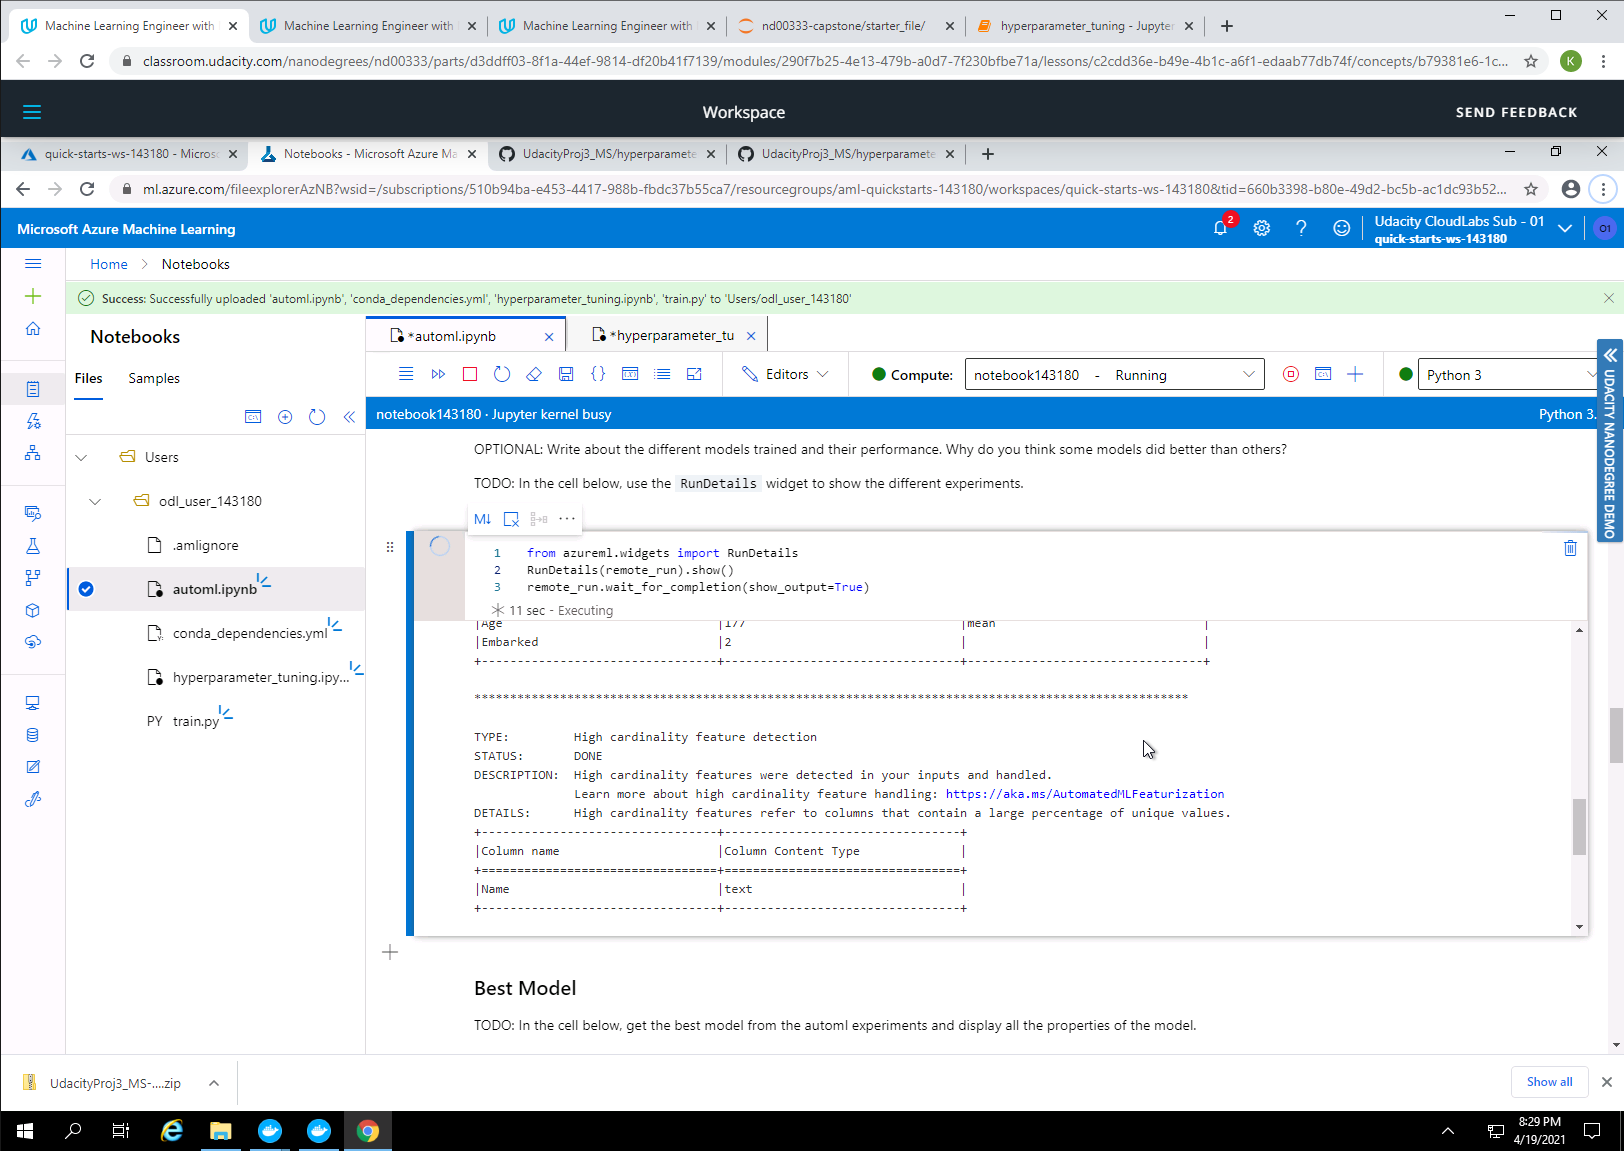 Machine Learning Engineer with
Machine Learning Engineer with
Machine Learning Engineer with
nd00333-capstone/starter_file/
hyperparameter_tuning - Jupyter
classroom.udacity.com/nanodegrees/nd00333/parts/d3ddff03-8f1a-44ef-9814-df20b41f7139/modules/290f7b25-4e13-479b-a0d7-7f230bfbe71a/lessons/c2cdd36e-b49e-4b1c-a6f1-edaab77db74f/concepts/b79381e6-1c...
K
Workspace
SEND FEEDBACK
quick-starts-ws-143180 - Micros
Notebooks - Microsoft Azure Ma
UdacityProj3_MS/hyperparamete
UdacityProj3_MS/hyperparamete
ml.azure.com/fileexplorerAzNB?wsid=/subscriptions/510b94ba-e453-4417-988b-fbdc37b55ca7/resourcegroups/aml-quickstarts-143180/workspaces/quick-starts-ws-143180&tid=660b3398-b80e-49d2-bc5b-ac1dc93b52...
Microsoft Azure Machine Learning
2
Udacity CloudLabs Sub - 01
quick-starts-ws-143180
O1
Home > Notebooks
Success: Successfully uploaded 'automl.ipynb', 'conda_dependencies.yml', 'hyperparameter_tuning.ipynb', 'train.py' to 'Users/odl_user_143180'
Notebooks
*automl.ipynb
*hyperparameter_tu
Files
Samples
Editors
Compute:
notebook143180 - Running
Python 3
UDACITY NANODEGREE DEMO
notebook143180 · Jupyter kernel busy
Python 3.
Users
odl_user_143180
.amlignore
automl.ipynb
conda_dependencies.yml
hyperparameter_tuning.ipy...
PY train.py
OPTIONAL: Write about the different models trained and their performance. Why do you think some models did better than others?
TODO: In the cell below, use the RunDetails widget to show the different experiments.
M↓
1 from azureml.widgets import RunDetails
2 RunDetails(remote_run).show()
3 remote_run.wait_for_completion(show_output=True)
11 sec - Executing
|Age |177 |mean |
|Embarked |2 | |
+---------------------------------+---------------------------------+---------------------------------+
****************************************************************************************************
TYPE: High cardinality feature detection
STATUS: DONE
DESCRIPTION: High cardinality features were detected in your inputs and handled.
Learn more about high cardinality feature handling: https://aka.ms/AutomatedMLFeaturization
DETAILS: High cardinality features refer to columns that contain a large percentage of unique values.
+---------------------------------+---------------------------------+
|Column name |Column Content Type |
+=================================+=================================+
|Name |text |
+---------------------------------+---------------------------------+
Best Model
TODO: In the cell below, get the best model from the automl experiments and display all the properties of the model.
UdacityProj3_MS-....zip
Show all
8:29 PM
4/19/2021